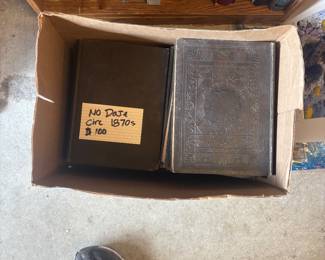 No Date
Circ 1870s
$ 100